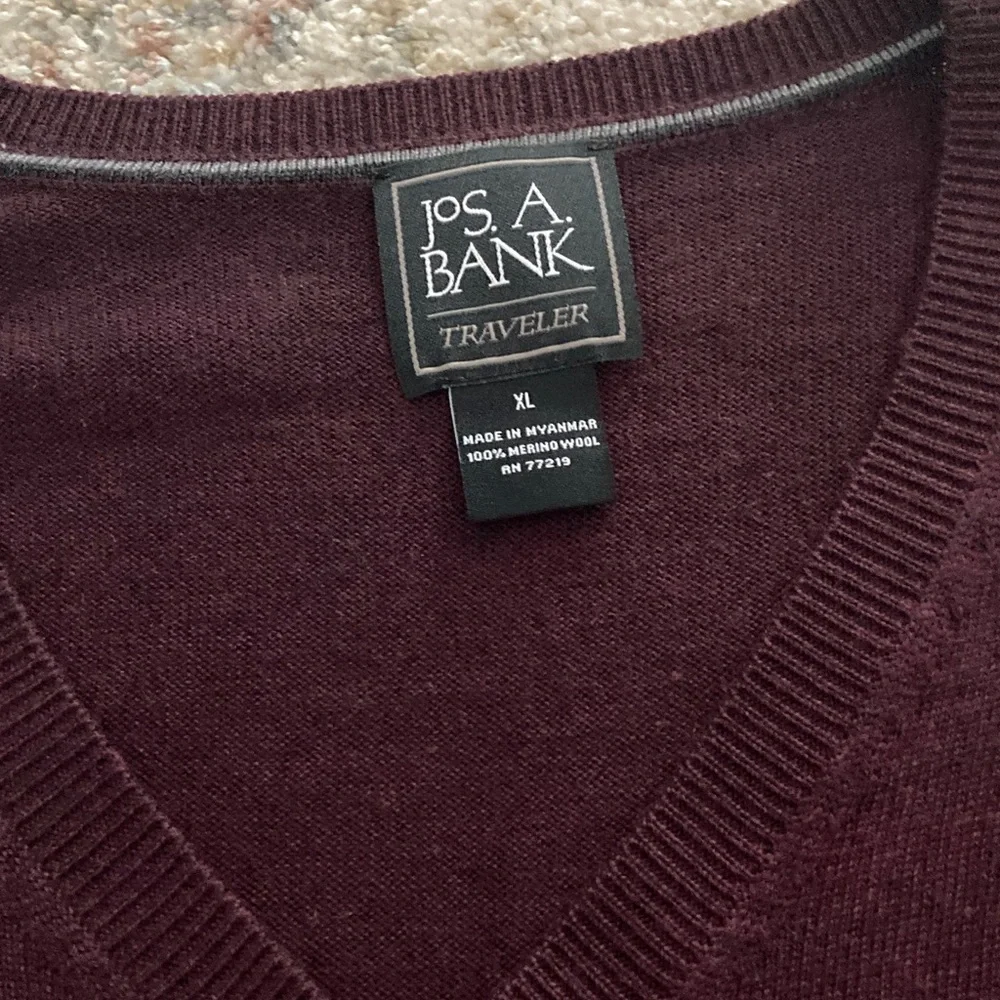 JoS. A.
BANK
TRAVELER
XL
MADE IN MYANMAR
100% MERINO WOOL
RN 77219